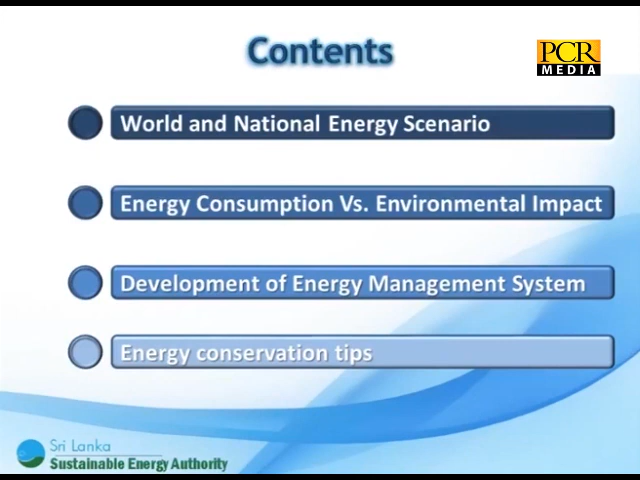 Contents
PCR
MEDIA
World and National Energy Scenario
Energy Consumption Vs. Environmental Impact
Development of Energy Management System
Energy conservation tips
Sri Lanka
Sustainable Energy Authority